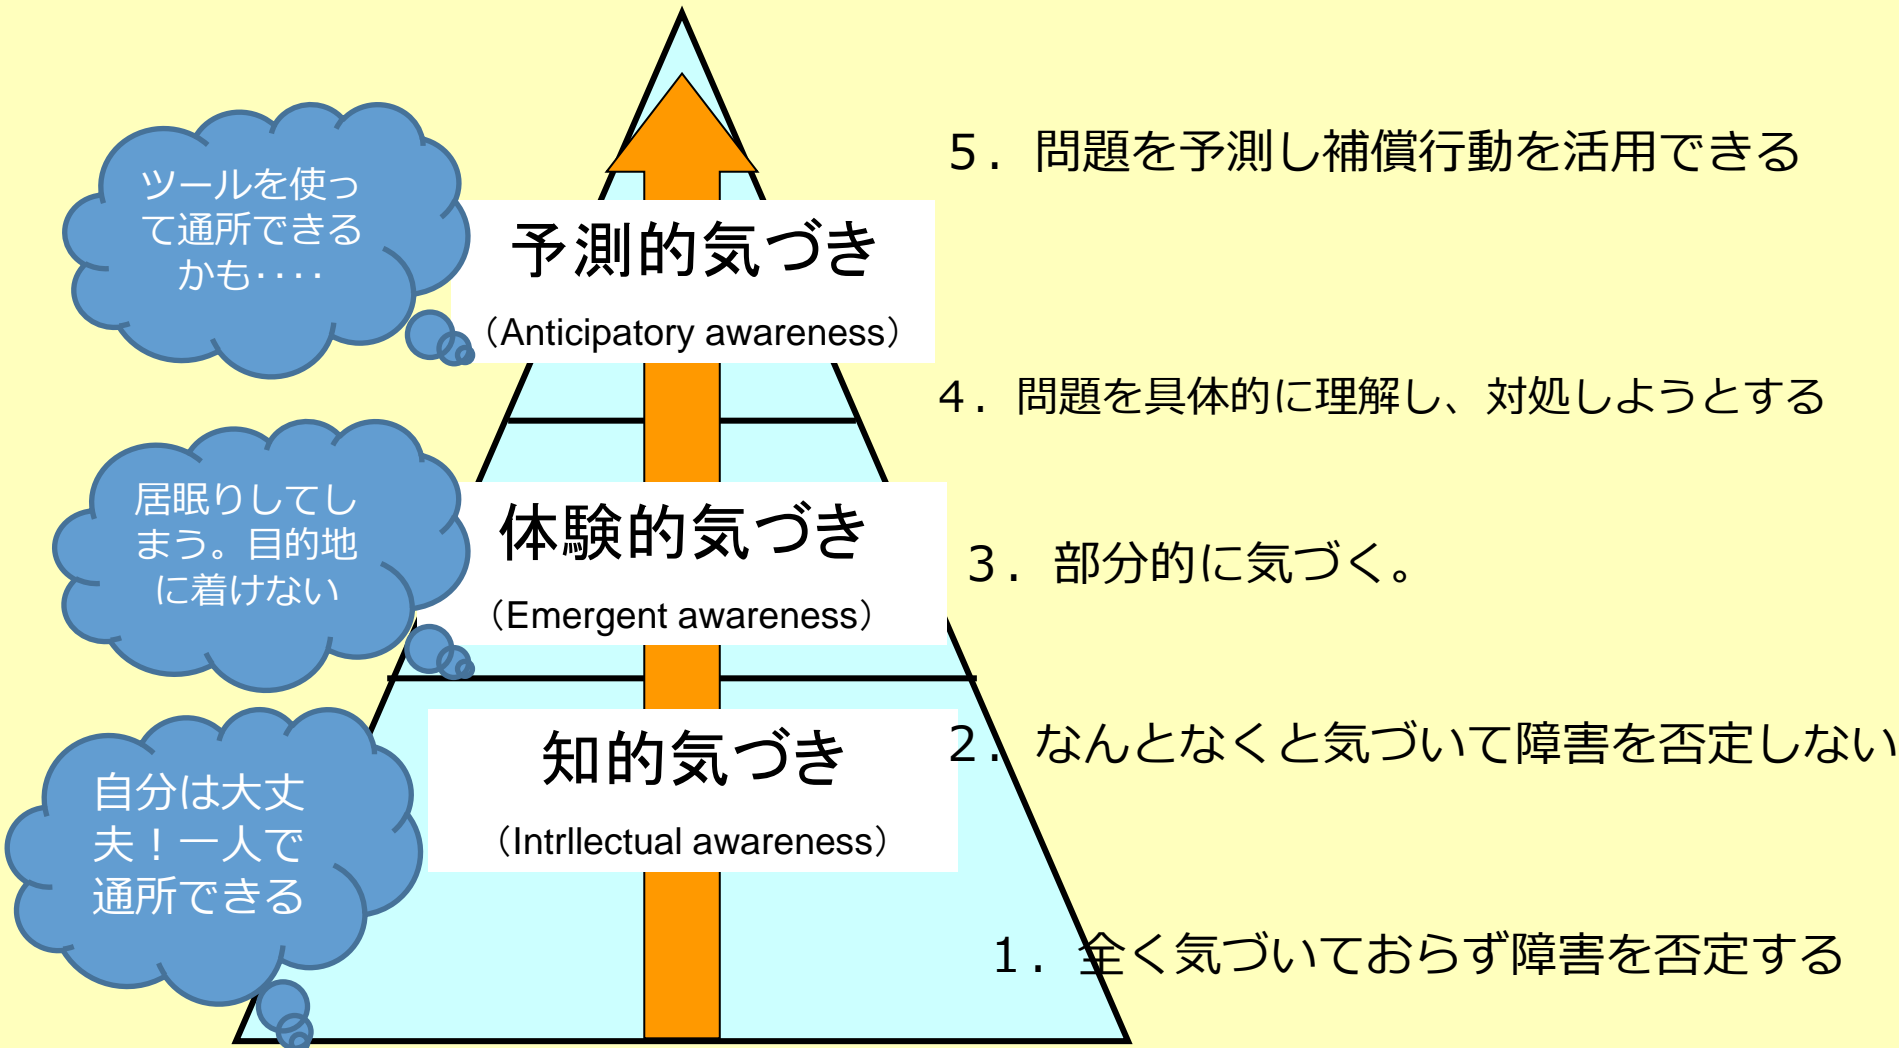 5．問題を予測し補償行動を活用できる
ツールを使っ
て通所できる
かも････
予測的気づき
（Anticipatory awareness）
４．問題を具体的に理解し、対処しようとする
居眠りしてし
まう。目的地
に着けない
体験的気づき
（Emergent awareness）
３．部分的に気づく。
知的気づき
（Intrllectual awareness）
２．なんとなくと気づいて障害を否定しない
自分は大丈
夫！一人で
通所できる
１．全く気づいておらず障害を否定する